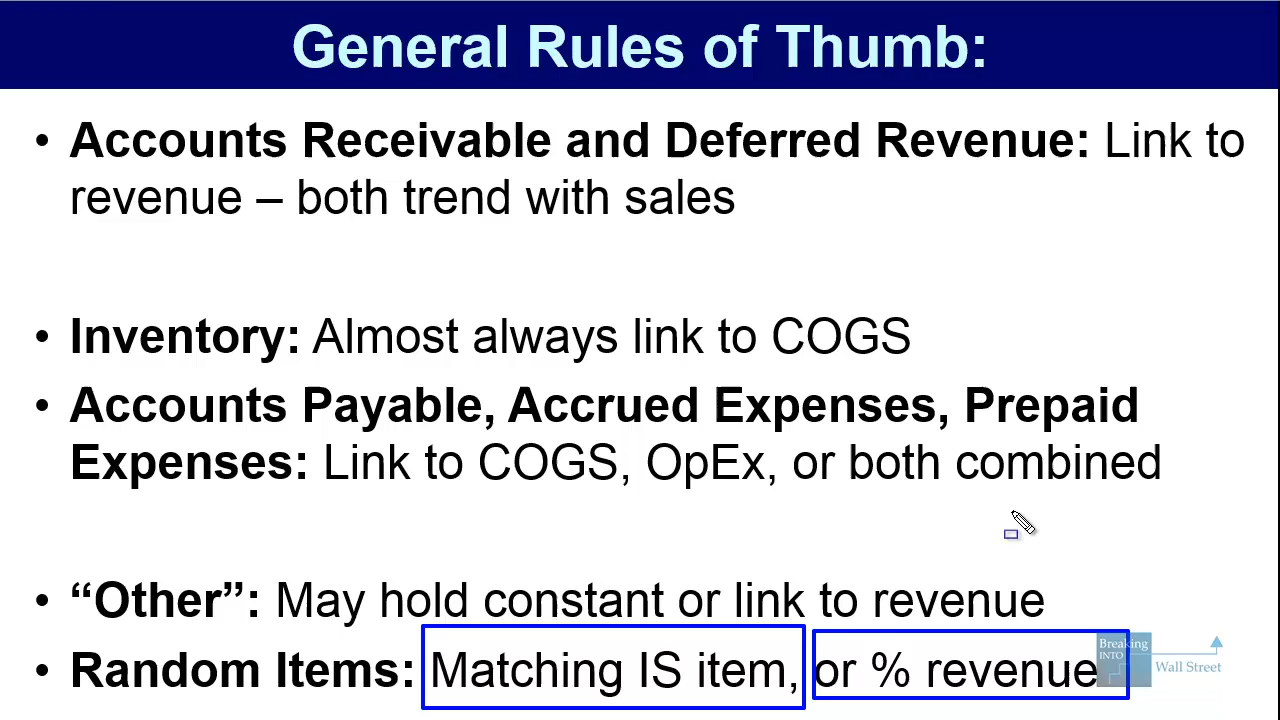 General Rules of Thumb:
• Accounts Receivable and Deferred Revenue: Link to
revenue – both trend with sales
• Inventory: Almost always link to COGS
• Accounts Payable, Accrued Expenses, Prepaid
Expenses: Link to COGS, OpEx, or both combined
• “Other”: May hold constant or link to revenue
• Random Items: Matching IS item, or % revenue
Breaking
INTO
Wall Street